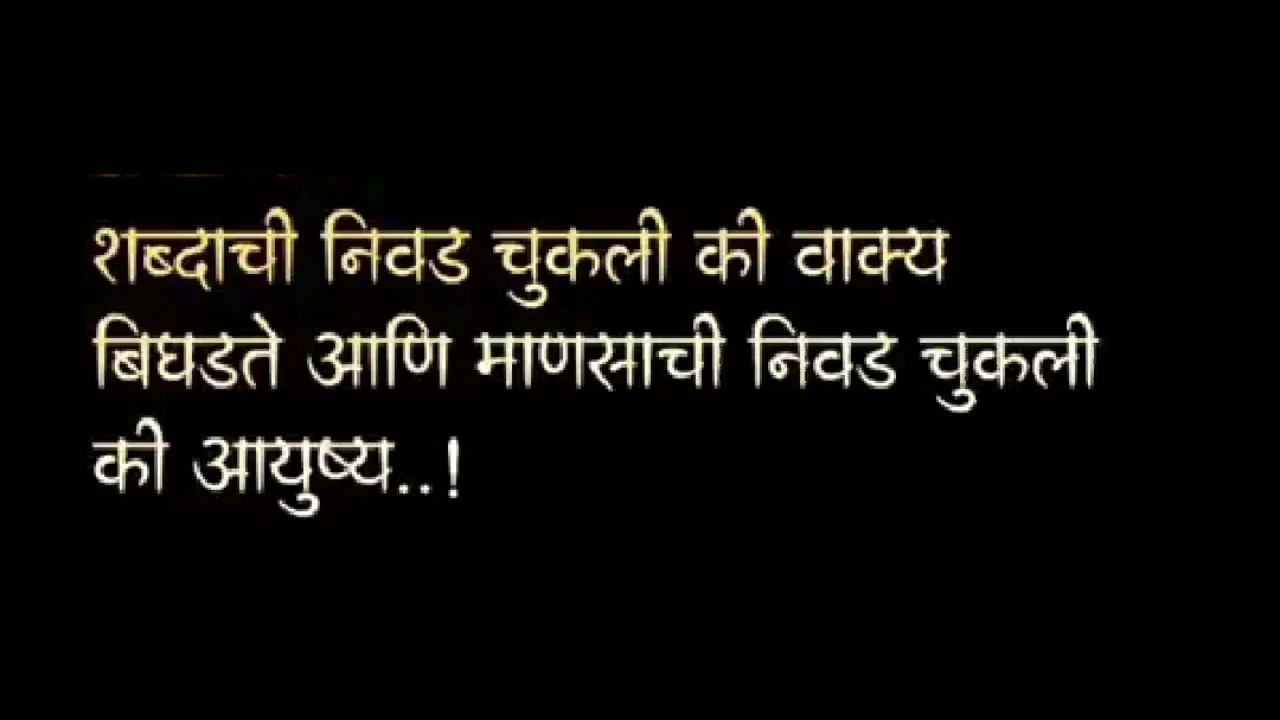 शब्दाची निवड चुकली की वाक्य
बिघडते आणि माणसाची निवड चुकली
की आयुष्य..!